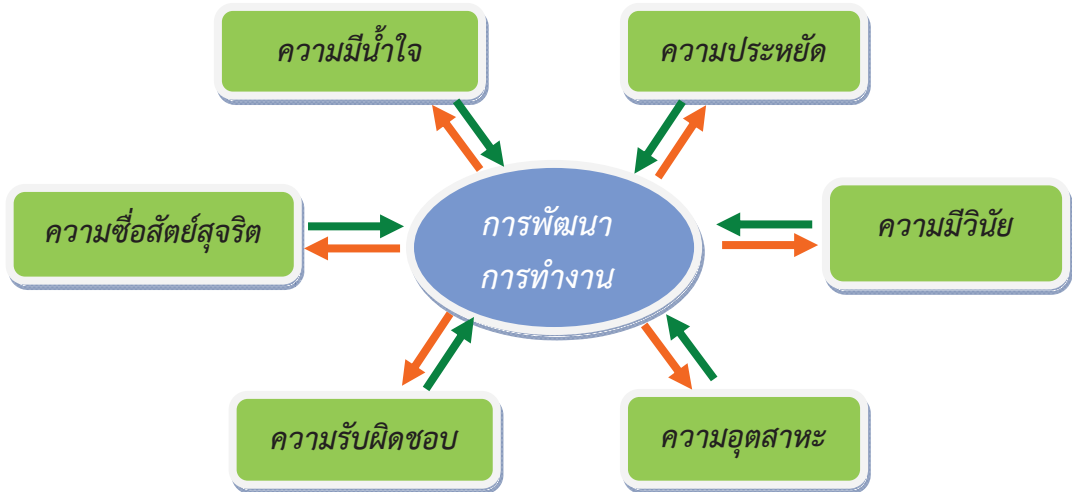 ความมีน้ำใจ
ความประหยัด
ความซื่อสัตย์สุจริต
การพัฒนา
การทำงาน
ความมีวินัย
ความรับผิดชอบ
ความอุตสาหะ